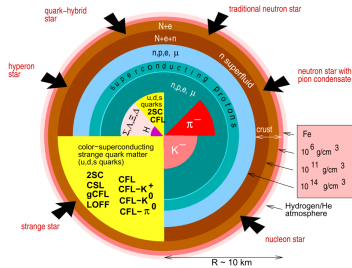 quark-hybrid
star
traditional neutron star
hyperon
star
neutron star with
pion condensate
N+e
N+e+n
n,p,e, μ
n superfluid
superconducting protons
n,p,e, μ
u,d,s
quarks
2SC
CFL
Σ,Λ,Ξ,Δ
H
π⁻
K⁻
crust
Fe
10⁶ g/cm³
10¹¹ g/cm³
10¹⁴ g/cm³
Hydrogen/He
atmosphere
color-superconducting
strange quark matter
(u,d,s quarks)
2SC
CSL
gCFL
LOFF
CFL
CFL-K⁺
CFL-K⁰
CFL-π⁰
strange star
nucleon star
R ~ 10 km